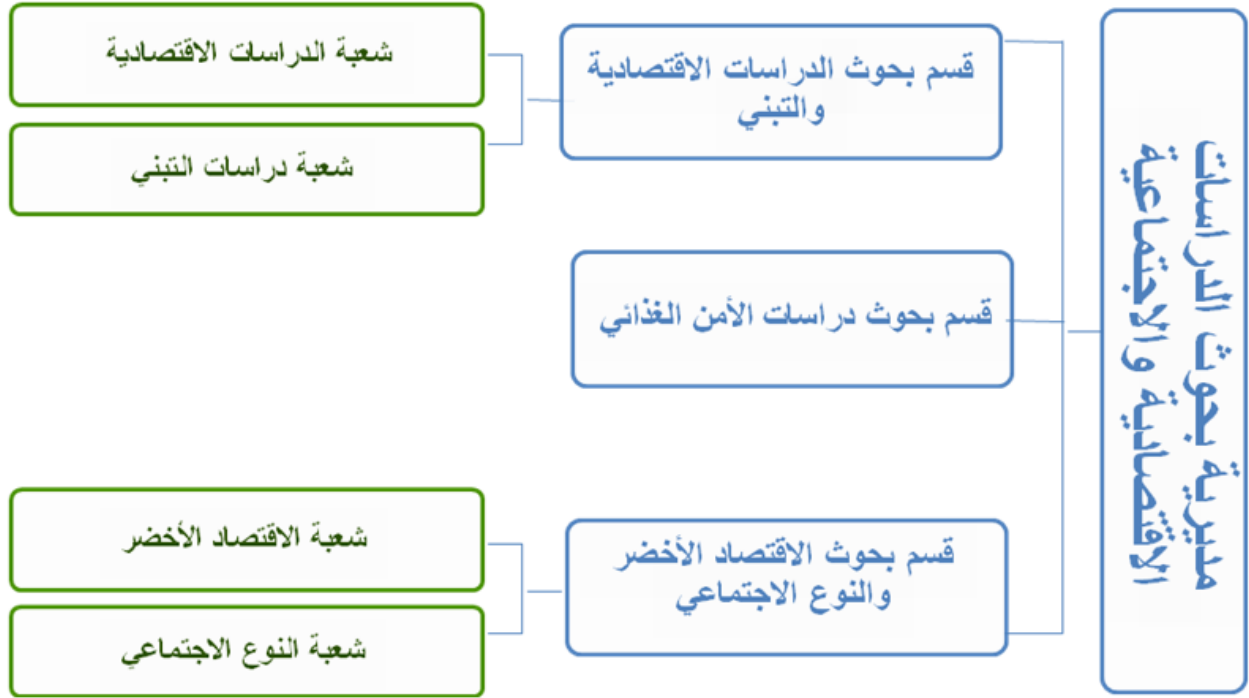 مديرية بحوث الدراسات
الاقتصادية والاجتماعية
قسم بحوث الدراسات الاقتصادية
والتبني
شعبة الدراسات الاقتصادية
شعبة دراسات التبني
قسم بحوث دراسات الأمن الغذائي
قسم بحوث الاقتصاد الأخضر
والنوع الاجتماعي
شعبة الاقتصاد الأخضر
شعبة النوع الاجتماعي